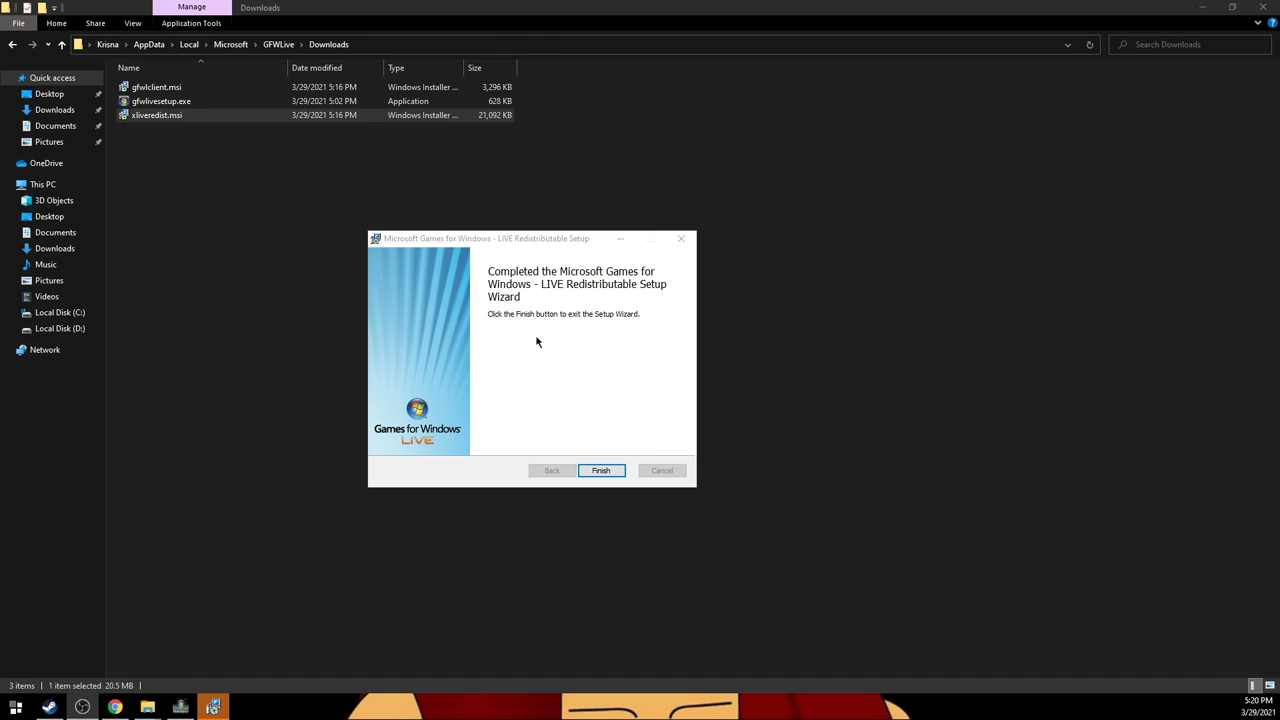 Manage
Downloads
File
Home
Share
View
Application Tools
Krisna
AppData
Local
Microsoft
GFWLive
Downloads
Search Downloads
Name
Date modified
Type
Size
gfwlclient.msi
3/29/2021 5:16 PM
Windows Installer ...
3,296 KB
gfwlivesetup.exe
3/29/2021 5:02 PM
Application
628 KB
xliveredist.msi
3/29/2021 5:16 PM
Windows Installer ...
21,092 KB
Quick access
Desktop
Downloads
Documents
Pictures
OneDrive
This PC
3D Objects
Desktop
Documents
Downloads
Music
Pictures
Videos
Local Disk (C:)
Local Disk (D:)
Network
Microsoft Games for Windows - LIVE Redistributable Setup
Completed the Microsoft Games for
Windows - LIVE Redistributable Setup
Wizard
Click the Finish button to exit the Setup Wizard.
Games for Windows
LIVE
Back
Finish
Cancel
3 items
1 item selected 20.5 MB
5:20 PM
3/29/2021